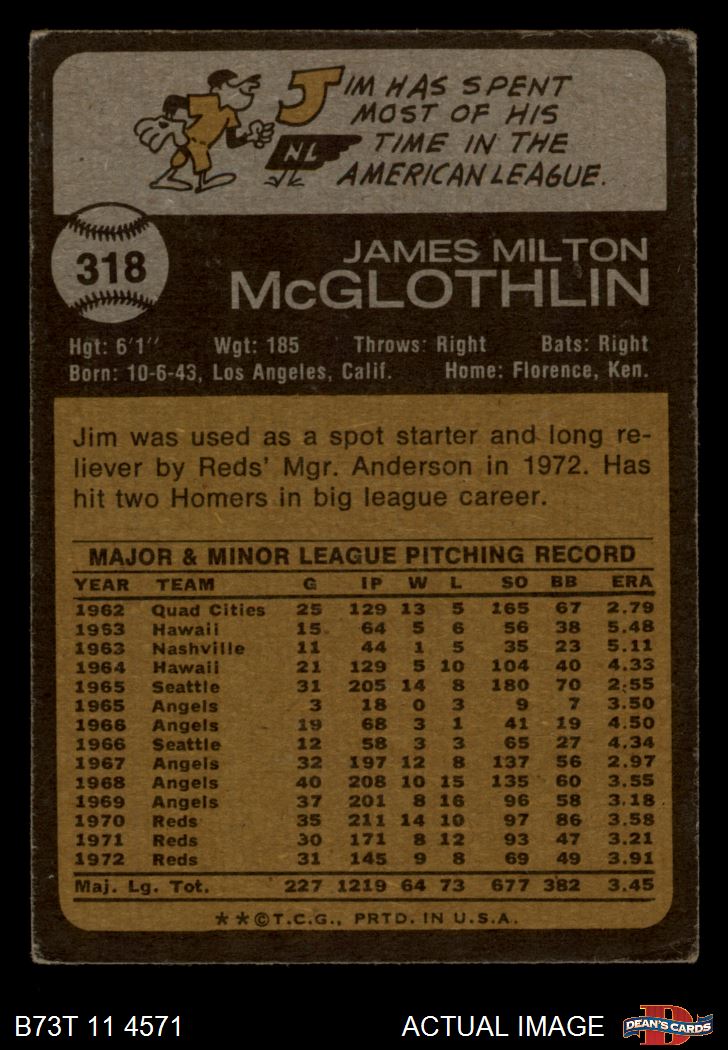 JIM HAS SPENT
MOST OF HIS
TIME IN THE
AMERICAN LEAGUE.
NL
318
JAMES MILTON
McGLOTHLIN
Hgt: 6'1" Wgt: 185 Throws: Right Bats: Right
Born: 10-6-43, Los Angeles, Calif. Home: Florence, Ken.
Jim was used as a spot starter and long re-
liever by Reds' Mgr. Anderson in 1972. Has
hit two Homers in big league career.
MAJOR & MINOR LEAGUE PITCHING RECORD
YEAR TEAM G IP W L SO BB ERA
1962 Quad Cities 25 129 13 5 165 67 2.79
1963 Hawaii 15 64 5 6 56 38 5.48
1963 Nashville 11 44 1 5 35 23 5.11
1964 Hawaii 21 129 5 10 104 40 4.33
1965 Seattle 31 205 14 8 180 70 2.55
1965 Angels 3 18 0 3 9 7 3.50
1966 Angels 19 68 3 1 41 19 4.50
1966 Seattle 12 58 3 3 65 27 4.34
1967 Angels 32 197 12 8 137 56 2.97
1968 Angels 40 208 10 15 135 60 3.55
1969 Angels 37 201 8 16 96 58 3.18
1970 Reds 35 211 14 10 97 86 3.58
1971 Reds 30 171 8 12 93 47 3.21
1972 Reds 31 145 9 8 69 49 3.91
Maj. Lg. Tot. 227 1219 64 73 677 382 3.45
**©T.C.G., PRTD. IN U.S.A.
B73T 11 4571 ACTUAL IMAGE
D
DEAN'S CARDS